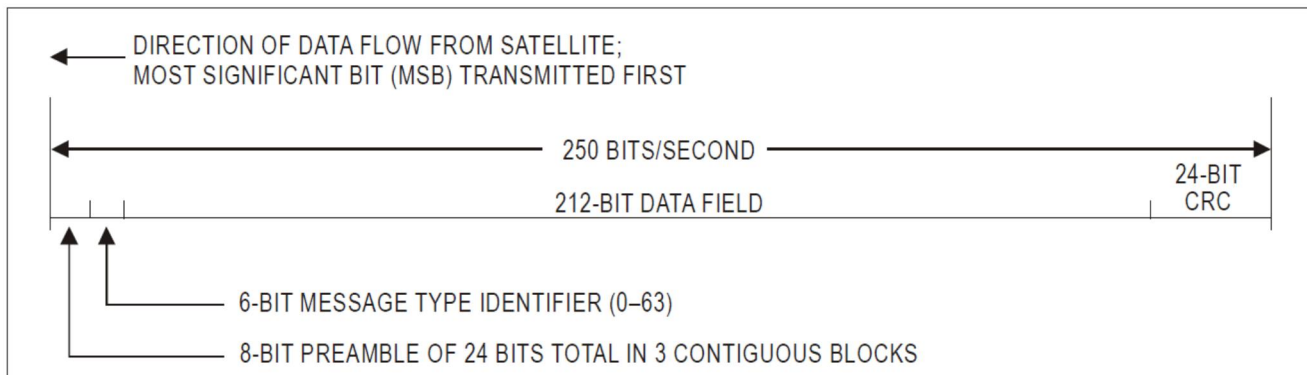 DIRECTION OF DATA FLOW FROM SATELLITE;
MOST SIGNIFICANT BIT (MSB) TRANSMITTED FIRST
250 BITS/SECOND
24-BIT
CRC
212-BIT DATA FIELD
6-BIT MESSAGE TYPE IDENTIFIER (0–63)
8-BIT PREAMBLE OF 24 BITS TOTAL IN 3 CONTIGUOUS BLOCKS